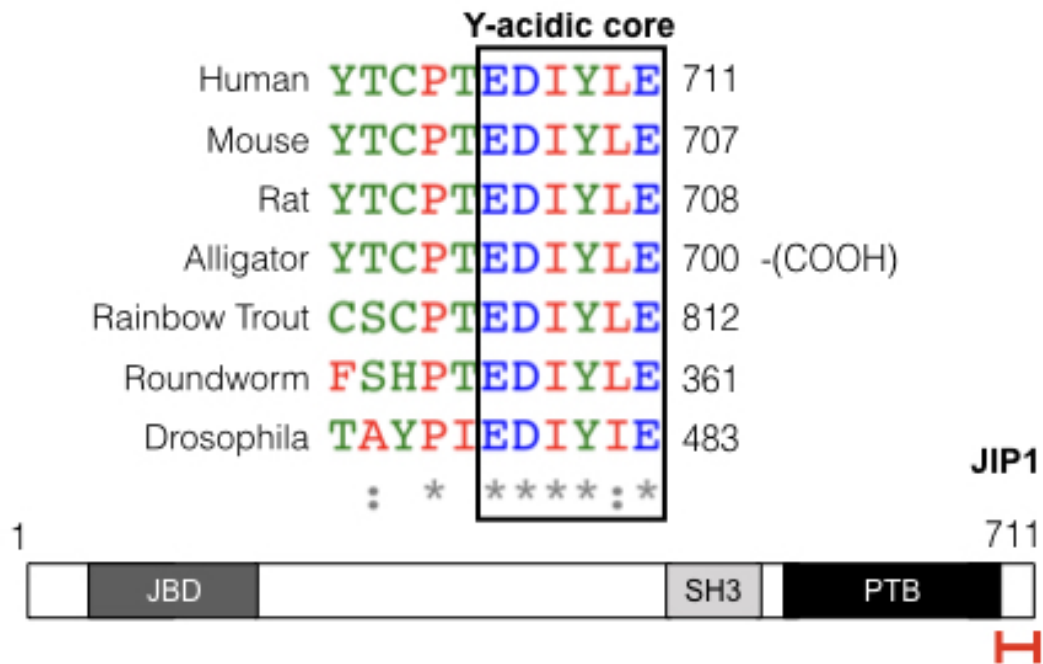 Y-acidic core
Human YTCPTEDIYLE 711
Mouse YTCPTEDIYLE 707
Rat YTCPTEDIYLE 708
Alligator YTCPTEDIYLE 700 -(COOH)
Rainbow Trout CSCPTEDIYLE 812
Roundworm FSHPTEDIYLE 361
Drosophila TAYPIEDIYIE 483
: * ****:*
JIP1
1 711
JBD SH3 PTB